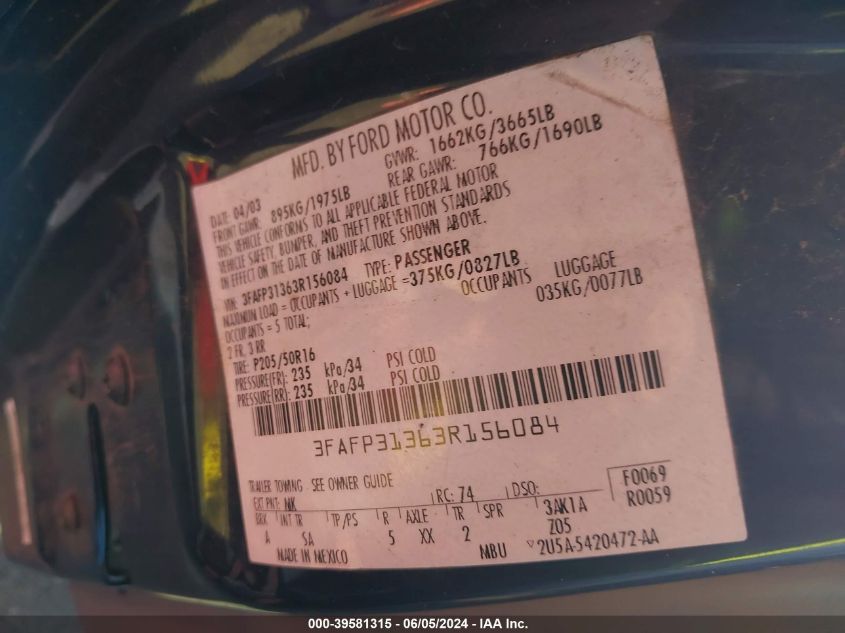 MFD. BY FORD MOTOR CO.
DATE: 04/03 GVWR: 1662KG/3665LB
FRONT GAWR: 895KG/1975LB REAR GAWR: 766KG/1690LB
THIS VEHICLE CONFORMS TO ALL APPLICABLE FEDERAL MOTOR
VEHICLE SAFETY, BUMPER, AND THEFT PREVENTION STANDARDS
IN EFFECT ON THE DATE OF MANUFACTURE SHOWN ABOVE.
VIN: 3FAFP31363R156084 TYPE: PASSENGER
MAXIMUM LOAD = OCCUPANTS + LUGGAGE =375KG/0827LB
OCCUPANTS = 5 TOTAL; OCCUPANTS LUGGAGE
2 FR, 3 RR 035KG/0077LB
TIRE: P205/50R16
PRESSURE(FR): 235 kPa/34 PSI COLD
PRESSURE(RR): 235 kPa/34 PSI COLD
3FAFP31363R156084
TRAILER TOWING - SEE OWNER GUIDE
EXT PNT: NK RC: 74 DSO: F0069
BRK INT TR TP/PS R AXLE TR SPR 3AK1A R0059
A SA 5 XX 2 Z05
MADE IN MEXICO MBU 2U5A-5420472-AA
000-39581315 - 06/05/2024 - IAA Inc.